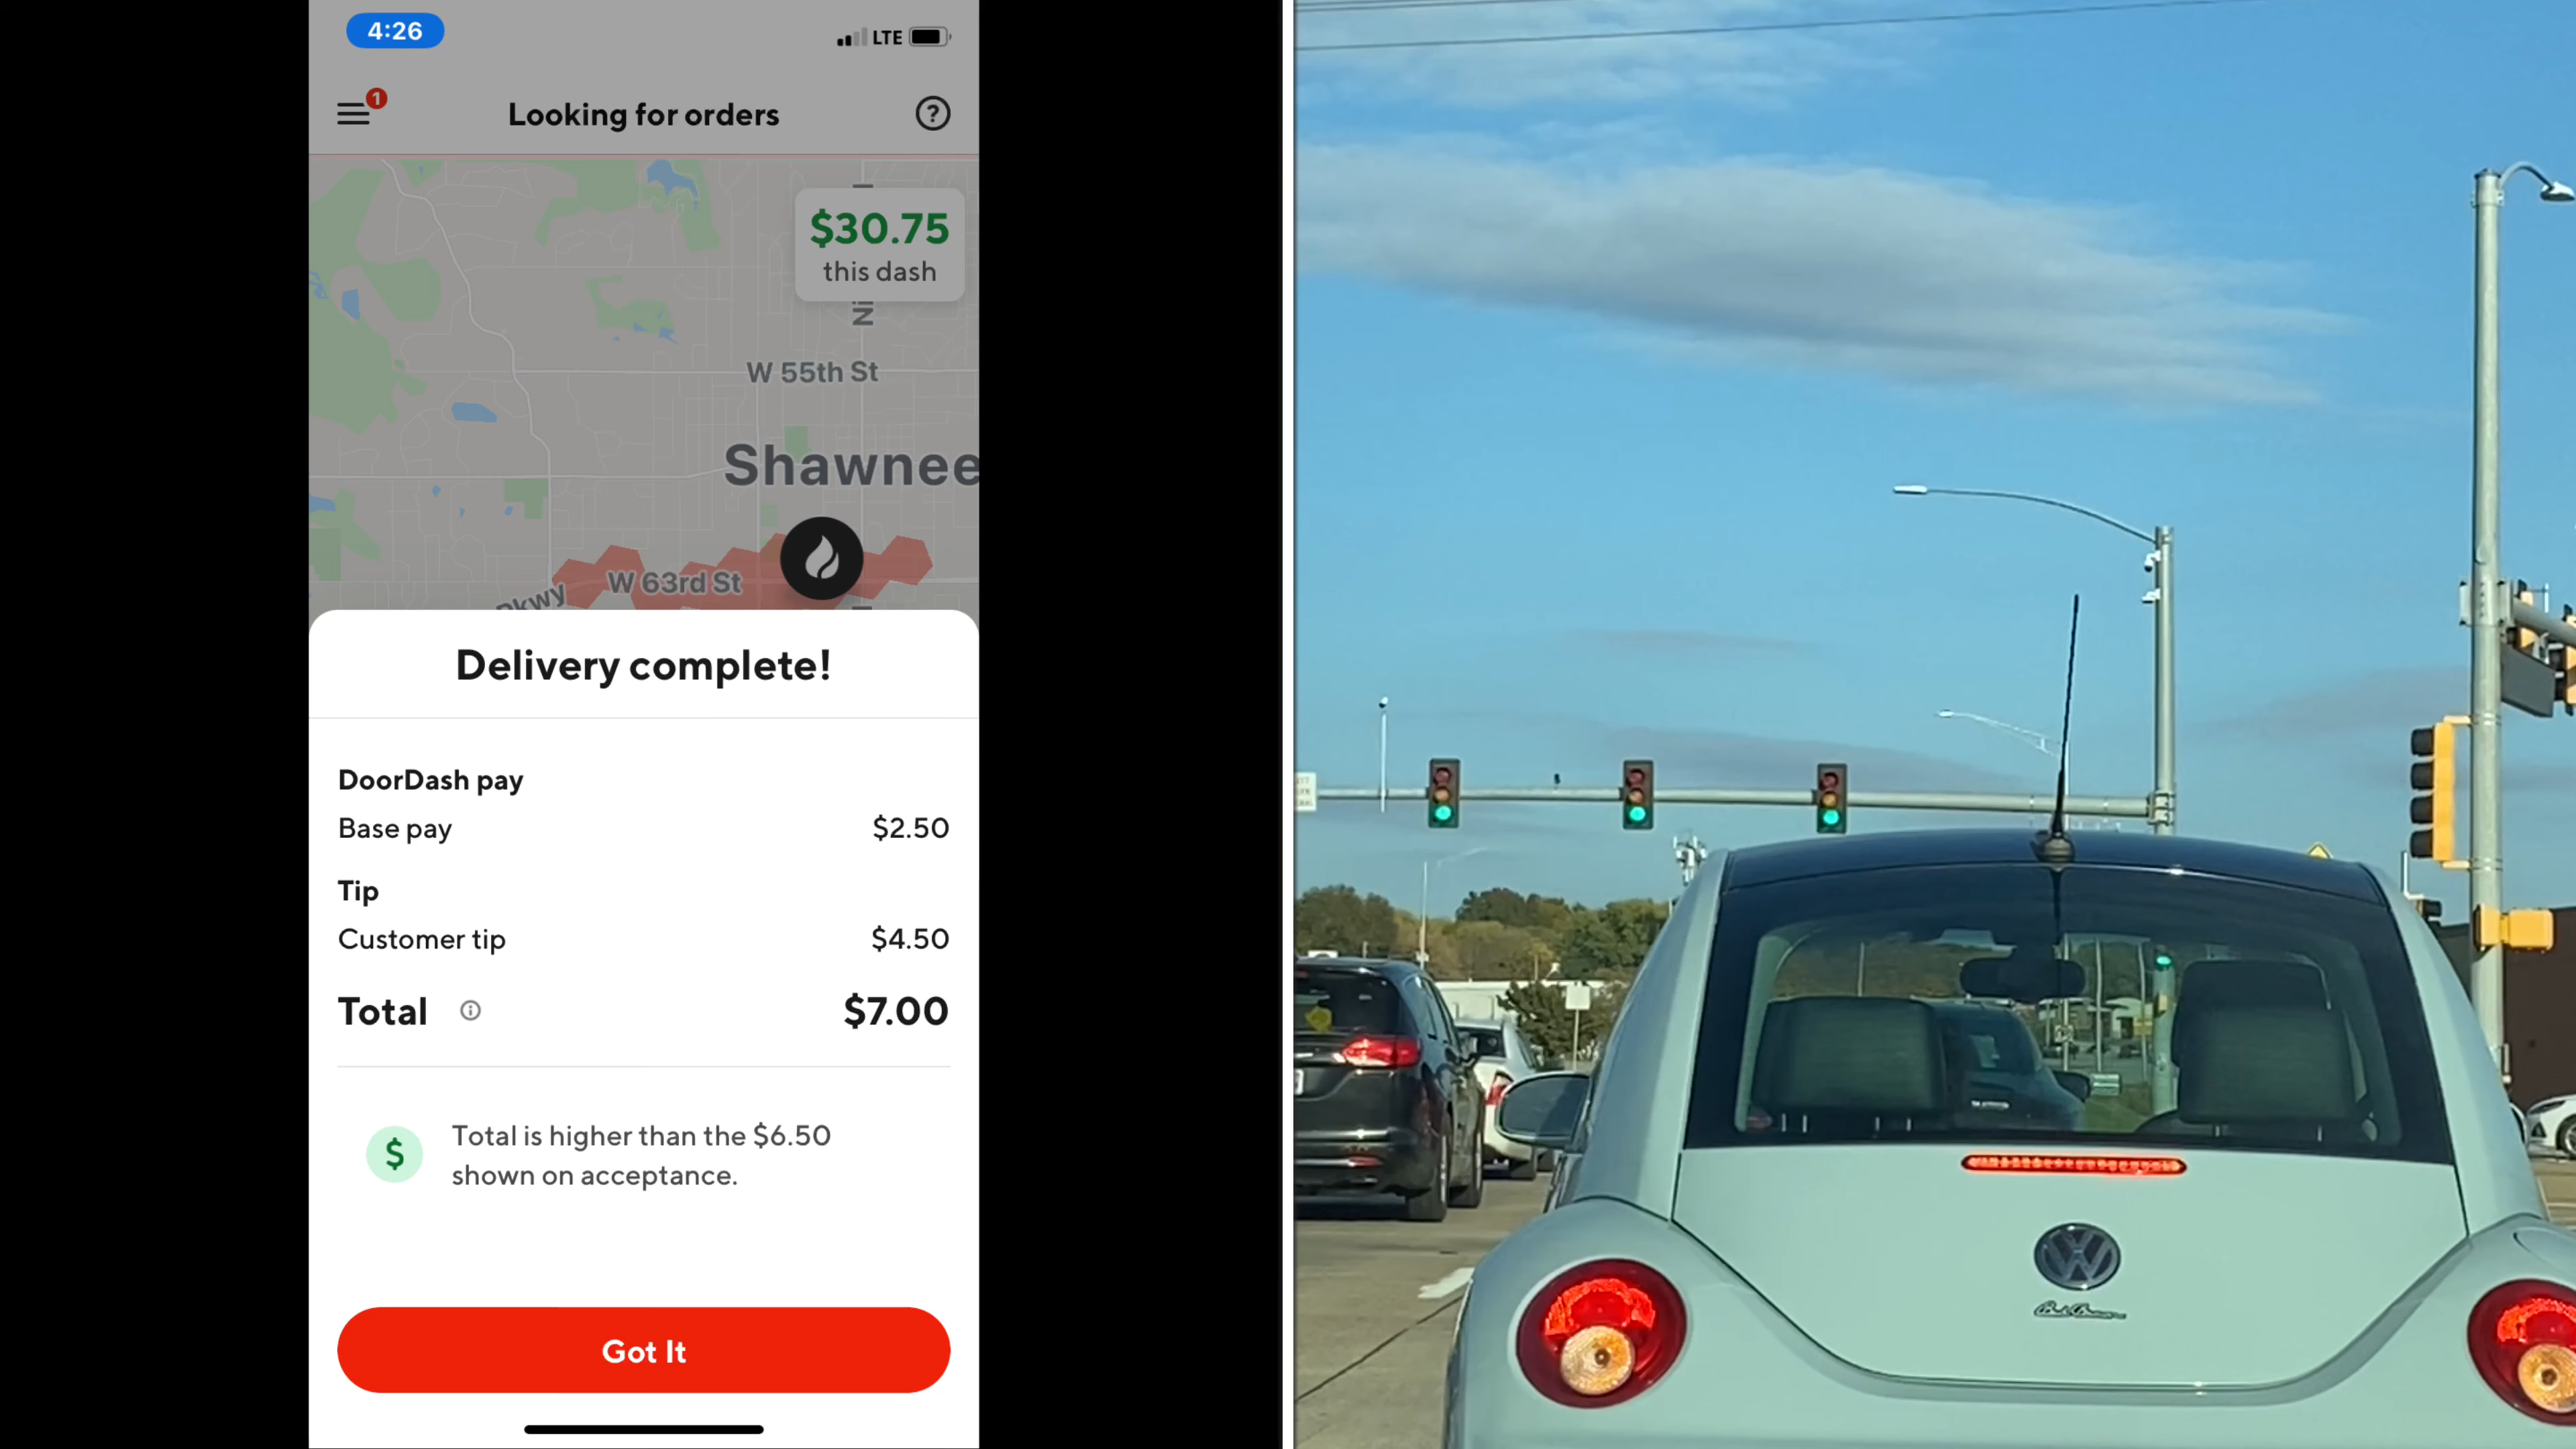 4:26
LTE
1
Looking for orders
?
$30.75
this dash
W 55th St
Shawnee
W 63rd St
Pkwy
Delivery complete!
DoorDash pay
Base pay $2.50
Tip
Customer tip $4.50
Total $7.00
$
Total is higher than the $6.50
shown on acceptance.
Got It
VW